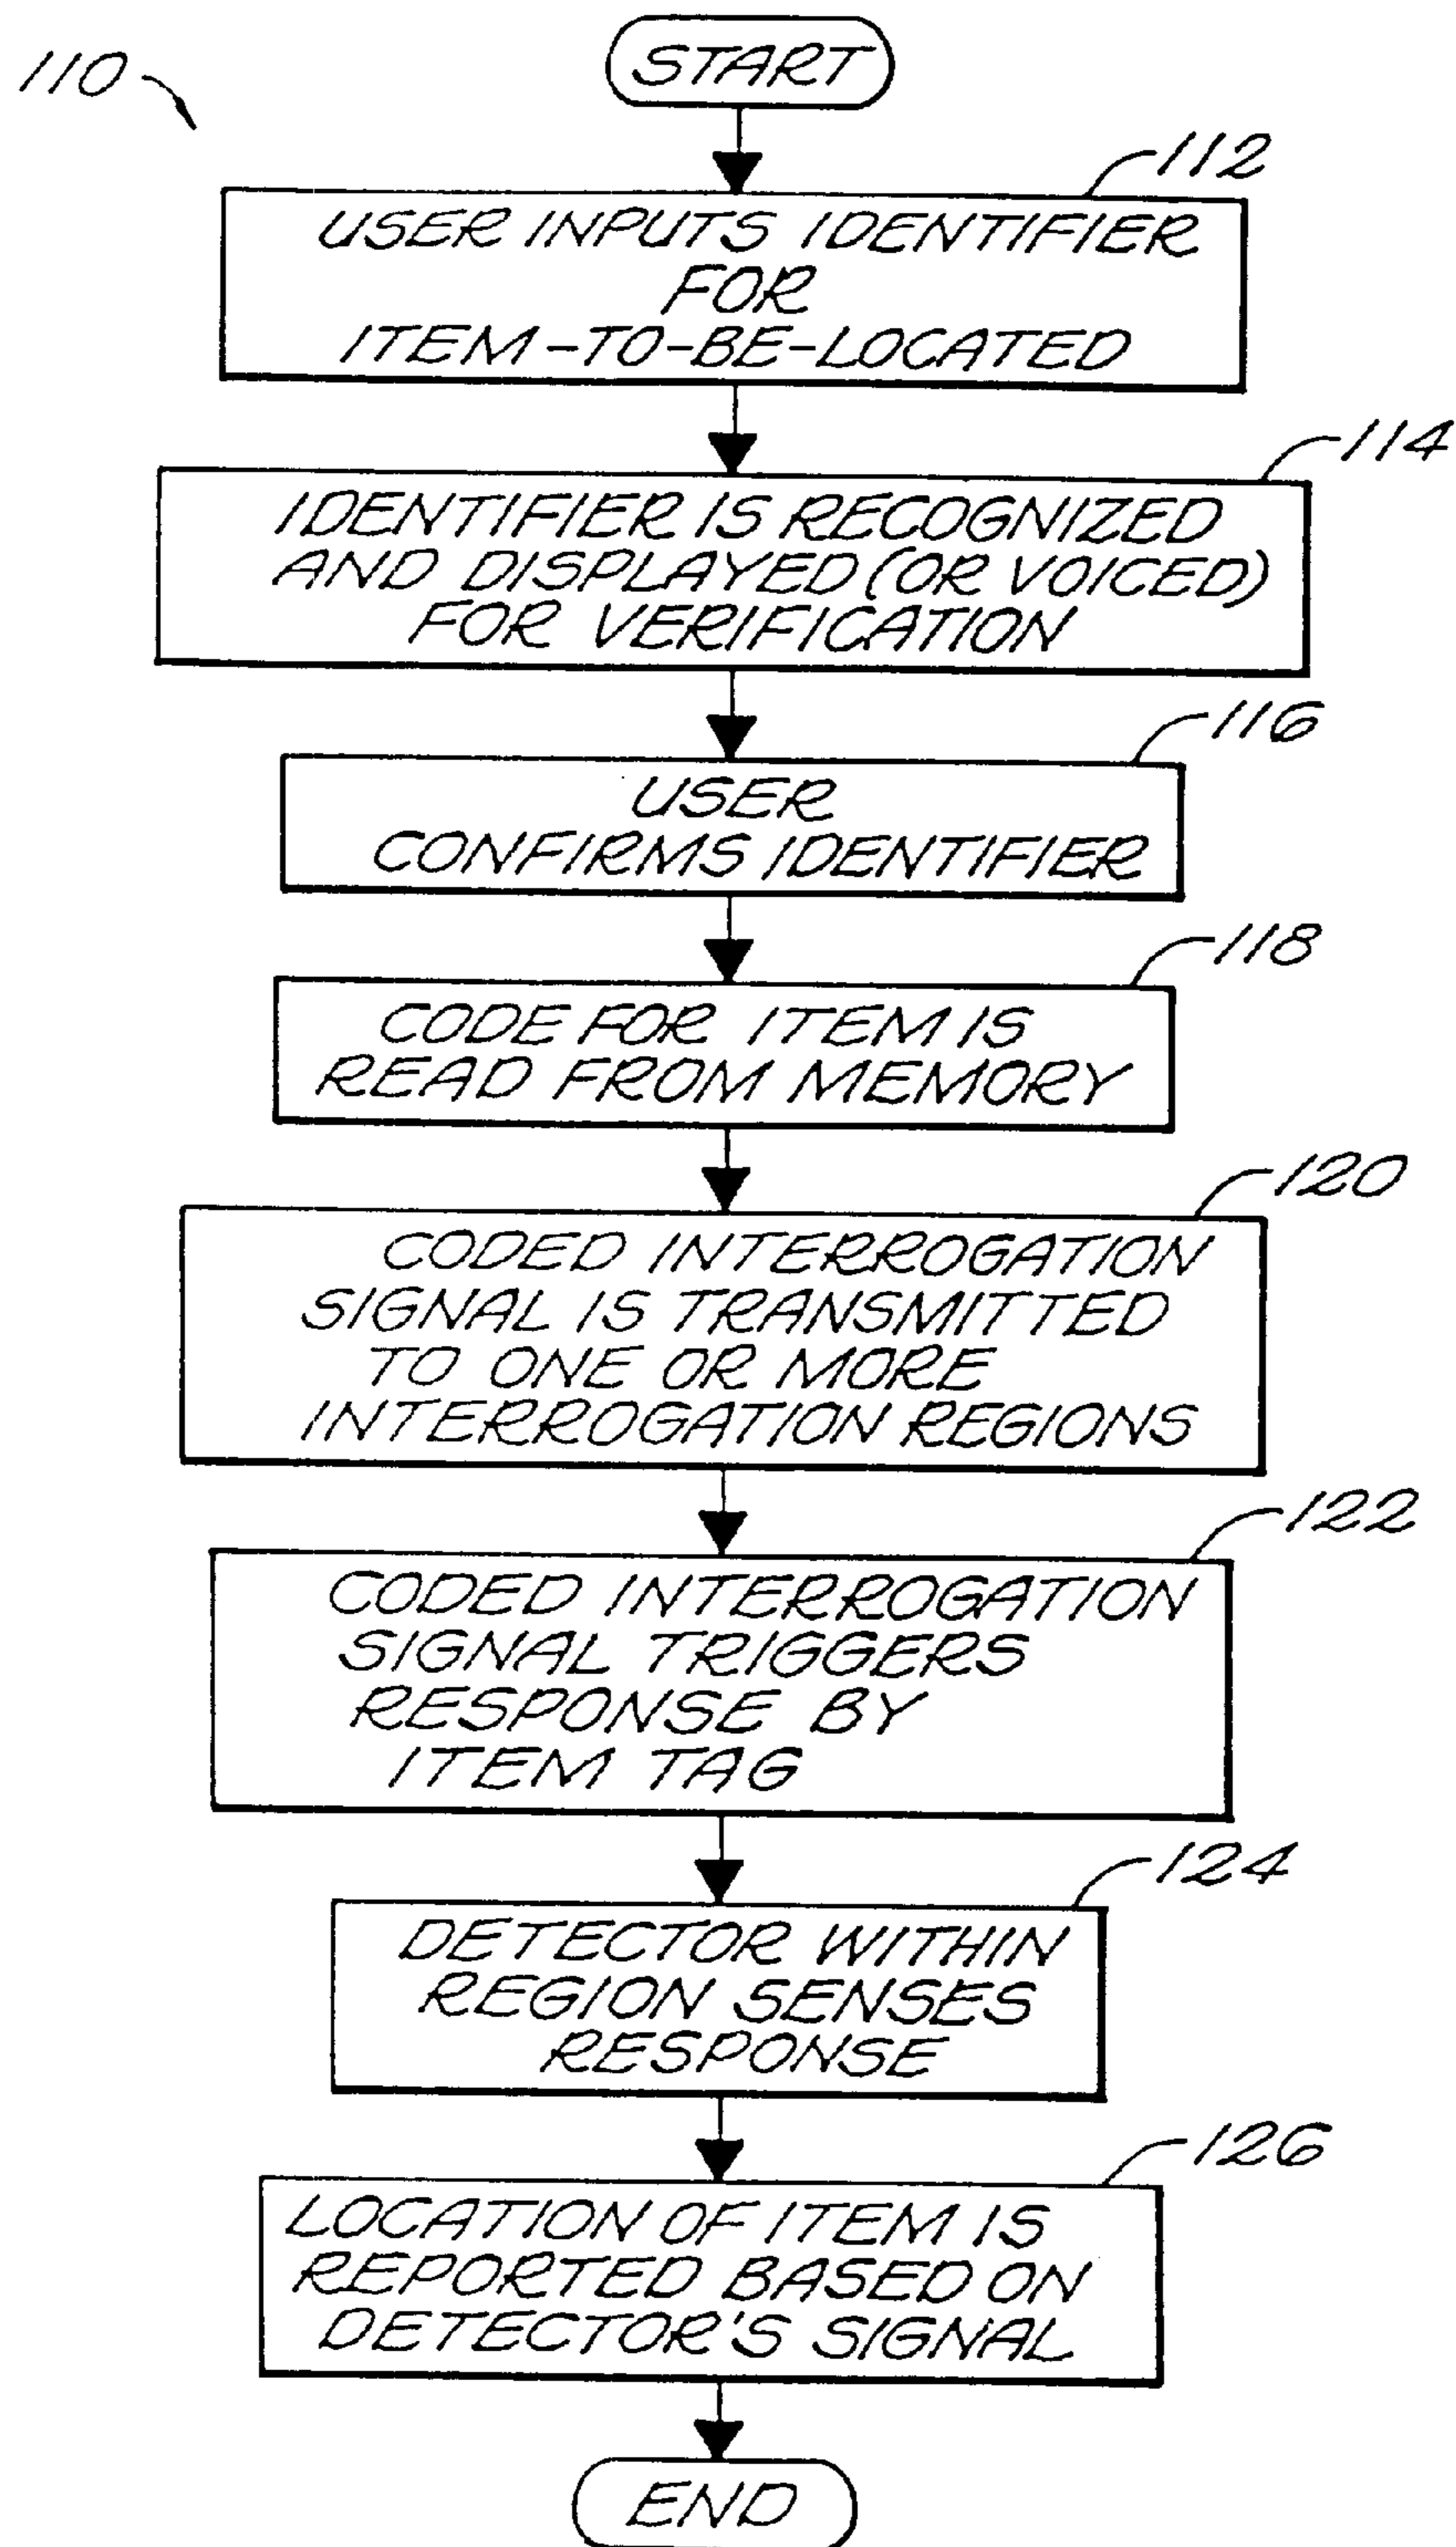 110
START
112
USER INPUTS IDENTIFIER
FOR
ITEM-TO-BE-LOCATED
114
IDENTIFIER IS RECOGNIZED
AND DISPLAYED (OR VOICED)
FOR VERIFICATION
116
USER
CONFIRMS IDENTIFIER
118
CODE FOR ITEM IS
READ FROM MEMORY
120
CODED INTERROGATION
SIGNAL IS TRANSMITTED
TO ONE OR MORE
INTERROGATION REGIONS
122
CODED INTERROGATION
SIGNAL TRIGGERS
RESPONSE BY
ITEM TAG
124
DETECTOR WITHIN
REGION SENSES
RESPONSE
126
LOCATION OF ITEM IS
REPORTED BASED ON
DETECTOR'S SIGNAL
END